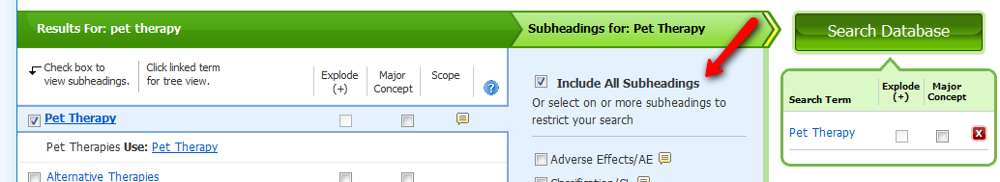 Results For: pet therapy
Subheadings for: Pet Therapy
Search Database
Check box to
view subheadings.
Click linked term
for tree view.
Explode
(+)
Major
Concept
Scope
?
Pet Therapy
Pet Therapies Use: Pet Therapy
Alternative Therapies
Include All Subheadings
Or select on or more subheadings to
restrict your search
Adverse Effects/AE
Search Term
Explode
(+)
Major
Concept
Pet Therapy
x